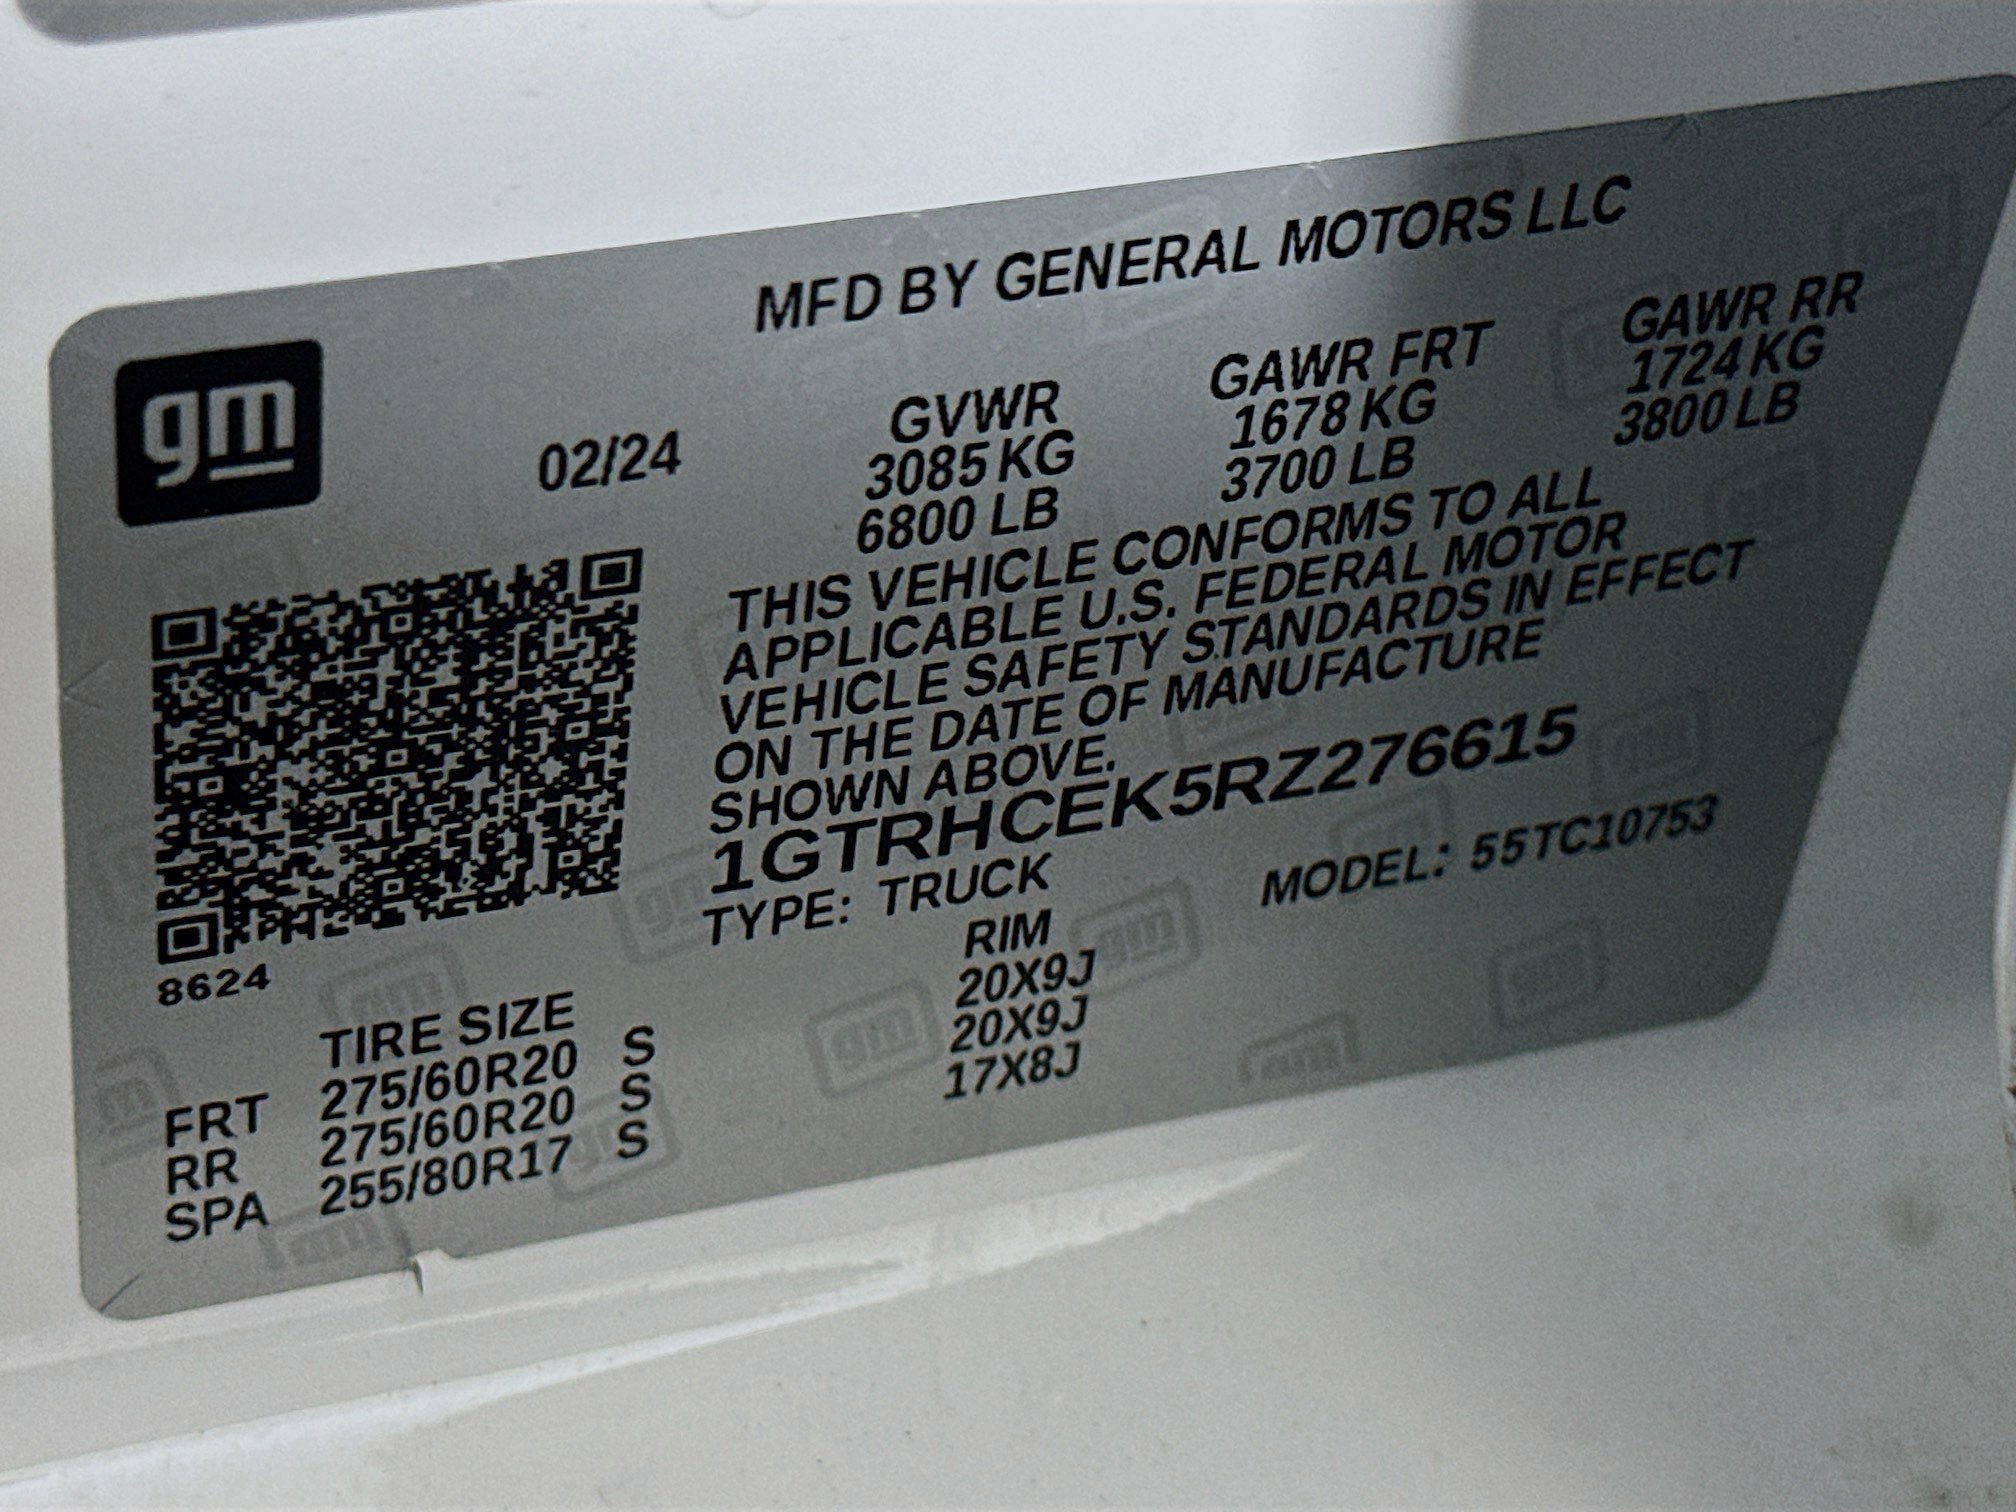 gm
MFD BY GENERAL MOTORS LLC
02/24
GVWR GAWR FRT GAWR RR
3085 KG 1678 KG 1724 KG
6800 LB 3700 LB 3800 LB
THIS VEHICLE CONFORMS TO ALL
APPLICABLE U.S. FEDERAL MOTOR
VEHICLE SAFETY STANDARDS IN EFFECT
ON THE DATE OF MANUFACTURE
SHOWN ABOVE.
1GTRHCEK5RZ276615
TYPE: TRUCK MODEL: 55TC10753
8624
TIRE SIZE RIM
FRT 275/60R20 S 20X9J
RR 275/60R20 S 20X9J
SPA 255/80R17 S 17X8J